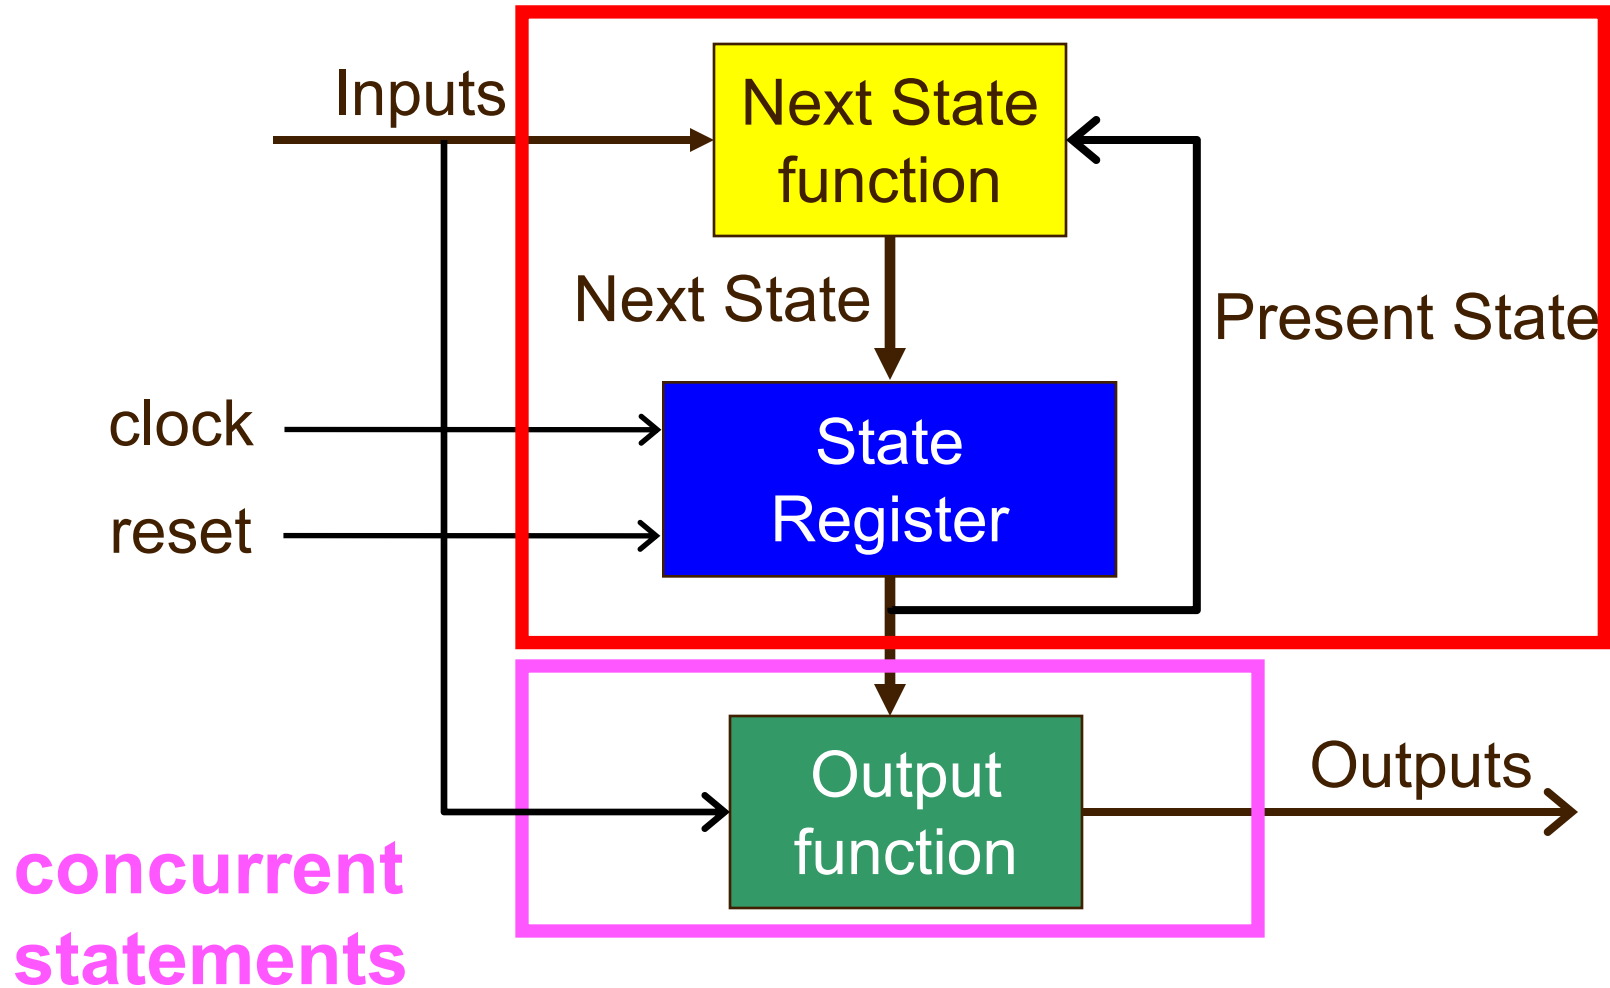 Inputs
Next State
function
Next State
Present State
clock
State
Register
reset
Output
function
Outputs
concurrent
statements